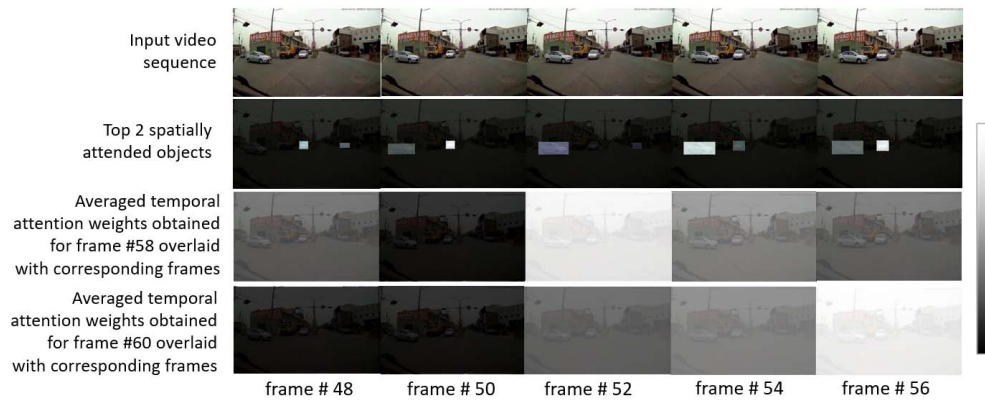 Input video
sequence
Top 2 spatially
attended objects
Averaged temporal
attention weights obtained
for frame #58 overlaid
with corresponding frames
Averaged temporal
attention weights obtained
for frame #60 overlaid
with corresponding frames
frame # 48 frame # 50 frame # 52 frame # 54 frame # 56